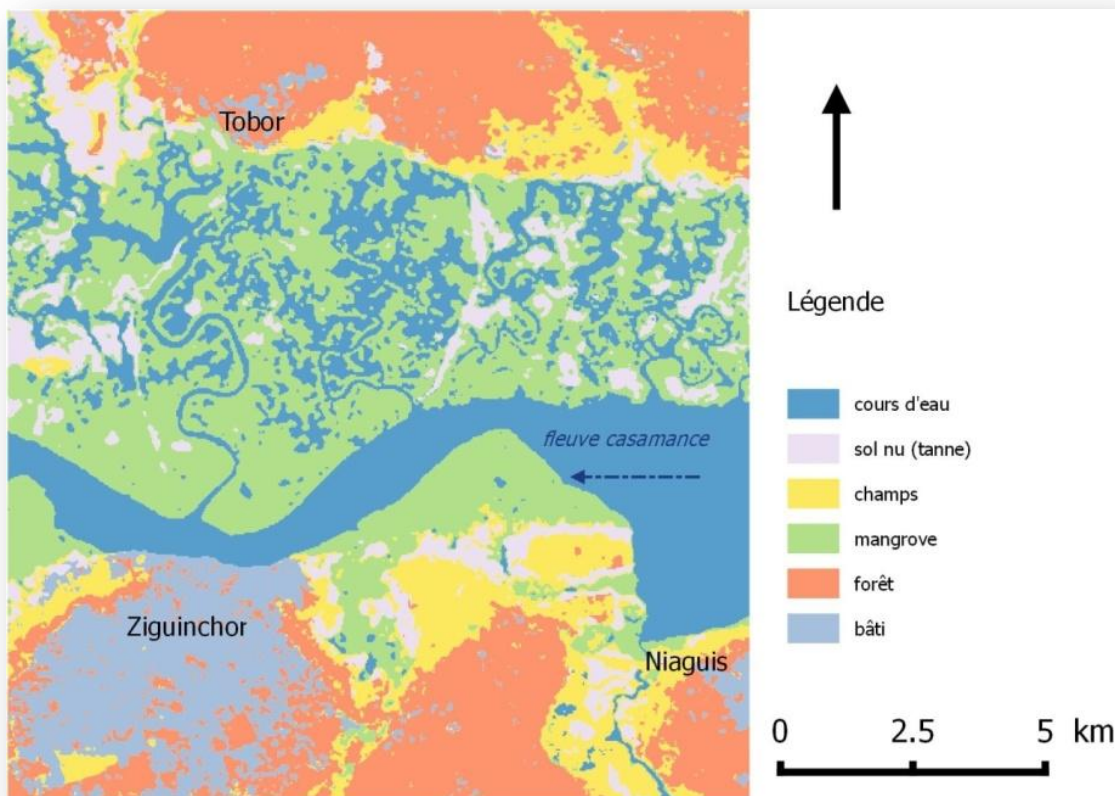 Tobor
Légende
cours d'eau
fleuve casamance
sol nu (tanne)
champs
mangrove
forêt
bâti
Ziguinchor
Niaguis
0 2.5 5 km